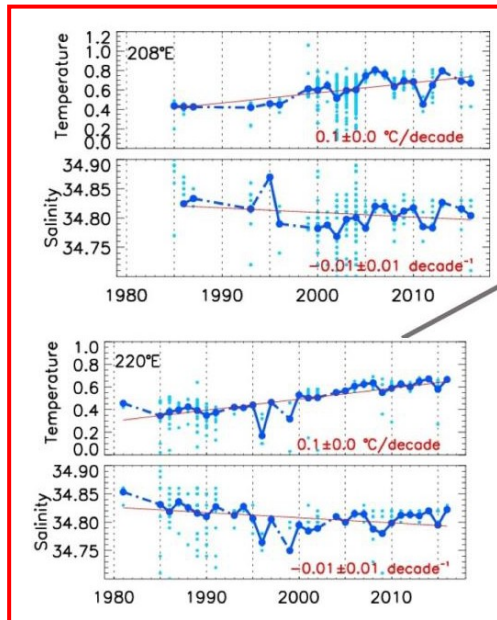 208°E
Temperature
1.2
1.0
0.8
0.6
0.4
0.2
0.0
0.1±0.0 °C/decade
Salinity
34.90
34.85
34.80
34.75
−0.01±0.01 decade⁻¹
1980 1990 2000 2010
220°E
Temperature
1.0
0.8
0.6
0.4
0.2
0.0
0.1±0.0 °C/decade
Salinity
34.90
34.85
34.80
34.75
−0.01±0.01 decade⁻¹
1980 1990 2000 2010